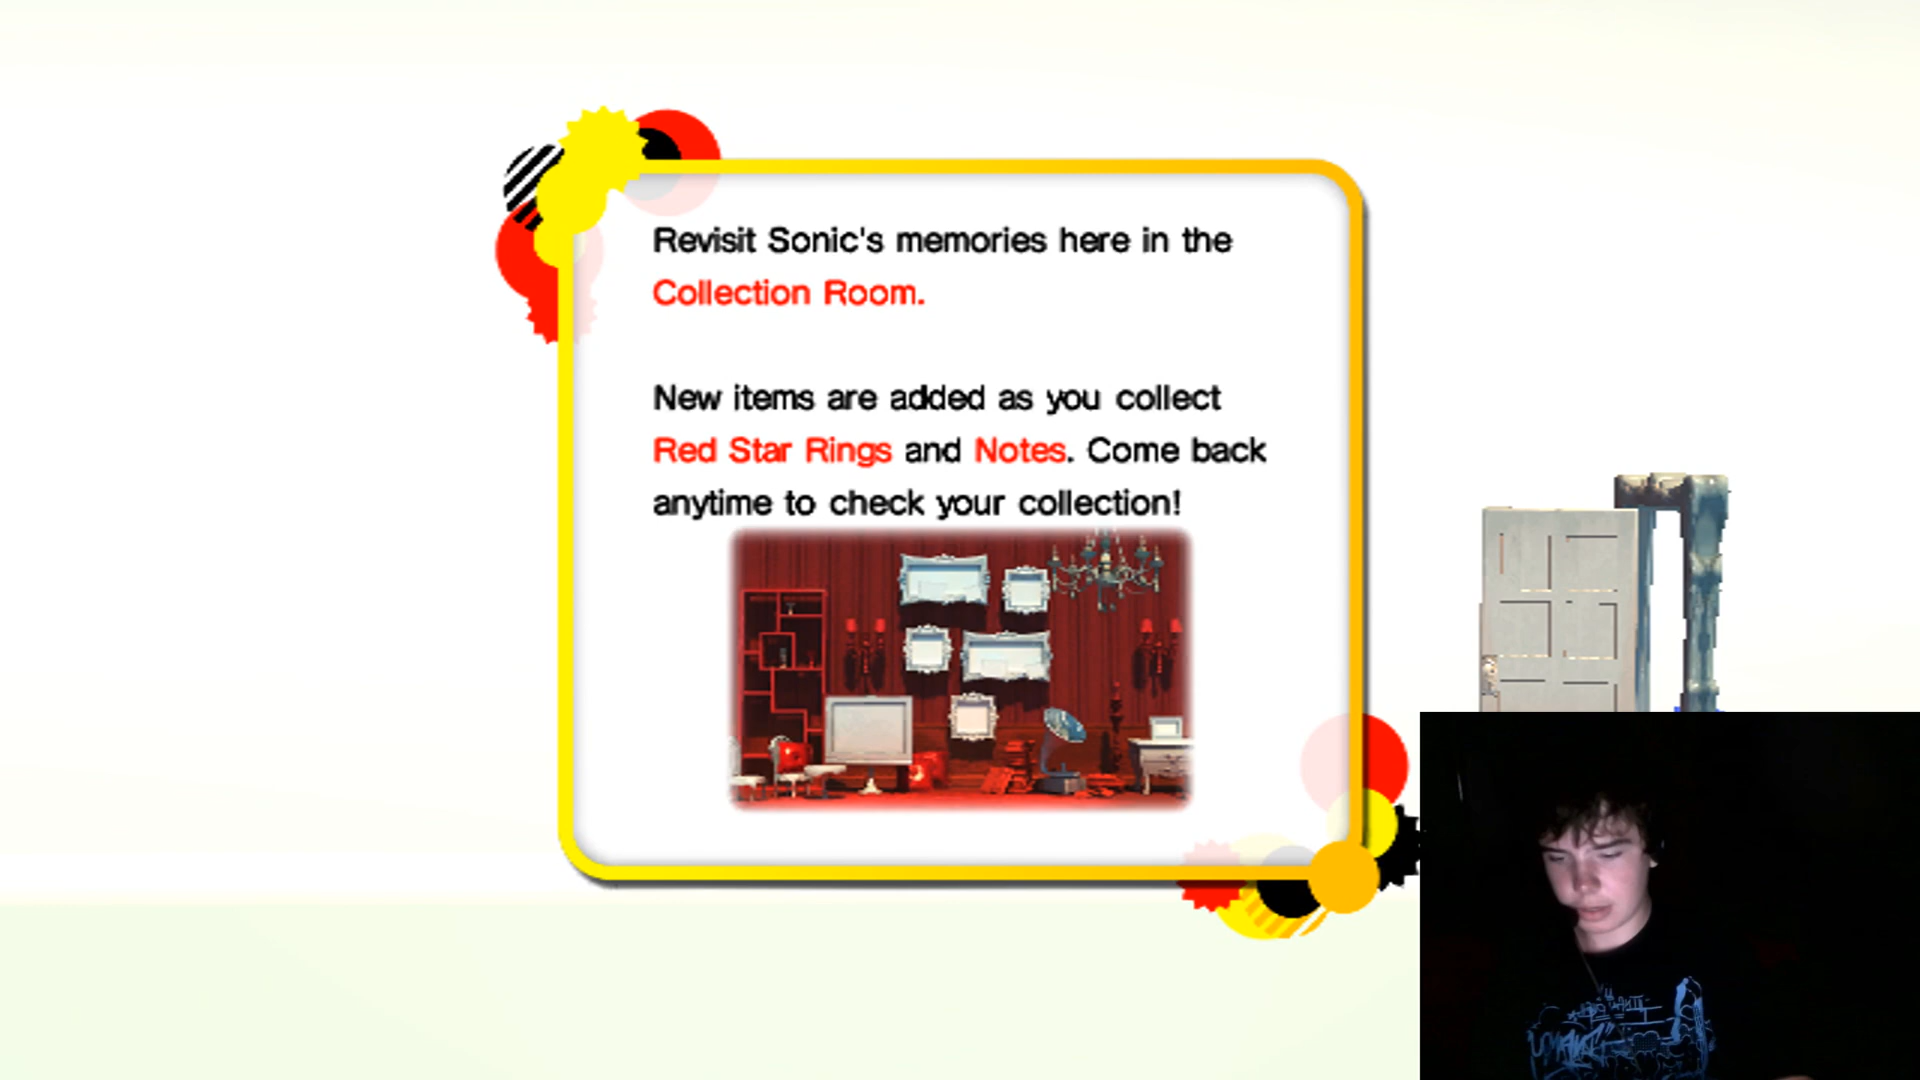 Revisit Sonic's memories here in the
Collection Room.
New items are added as you collect
Red Star Rings and Notes. Come back
anytime to check your collection!